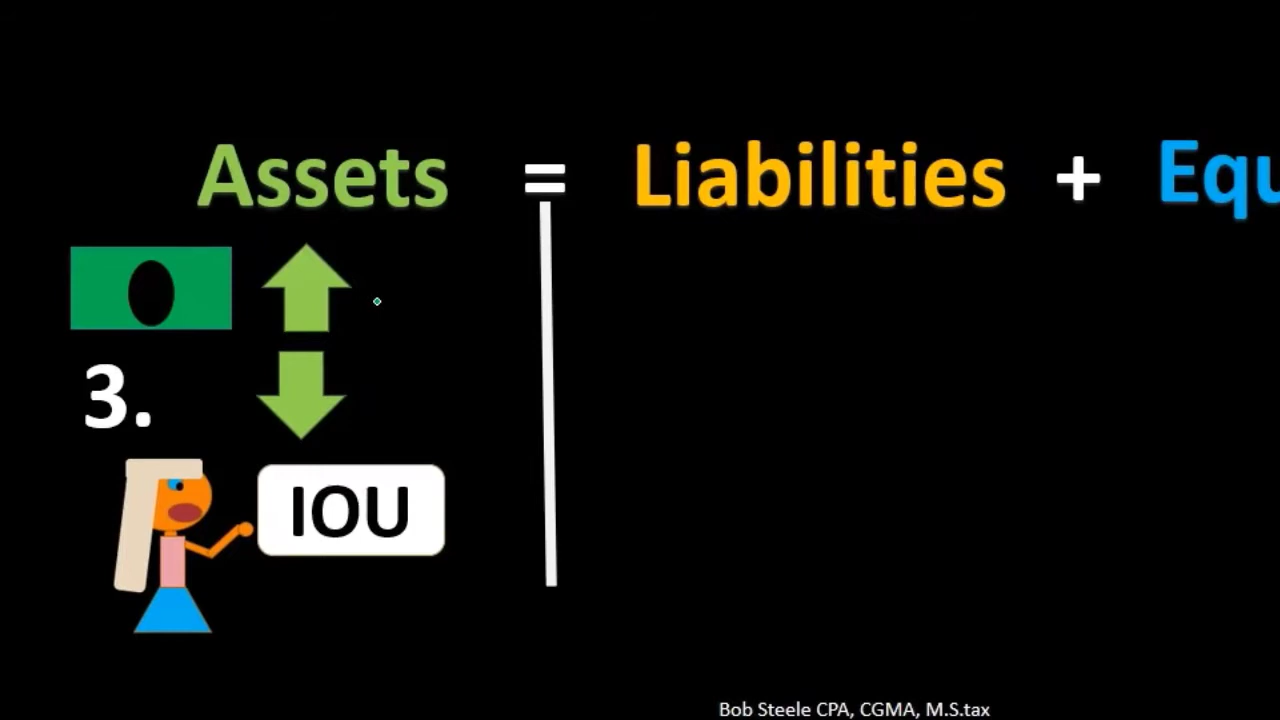 Assets = Liabilities + Equ
3.
IOU
Bob Steele CPA, CGMA, M.S.tax